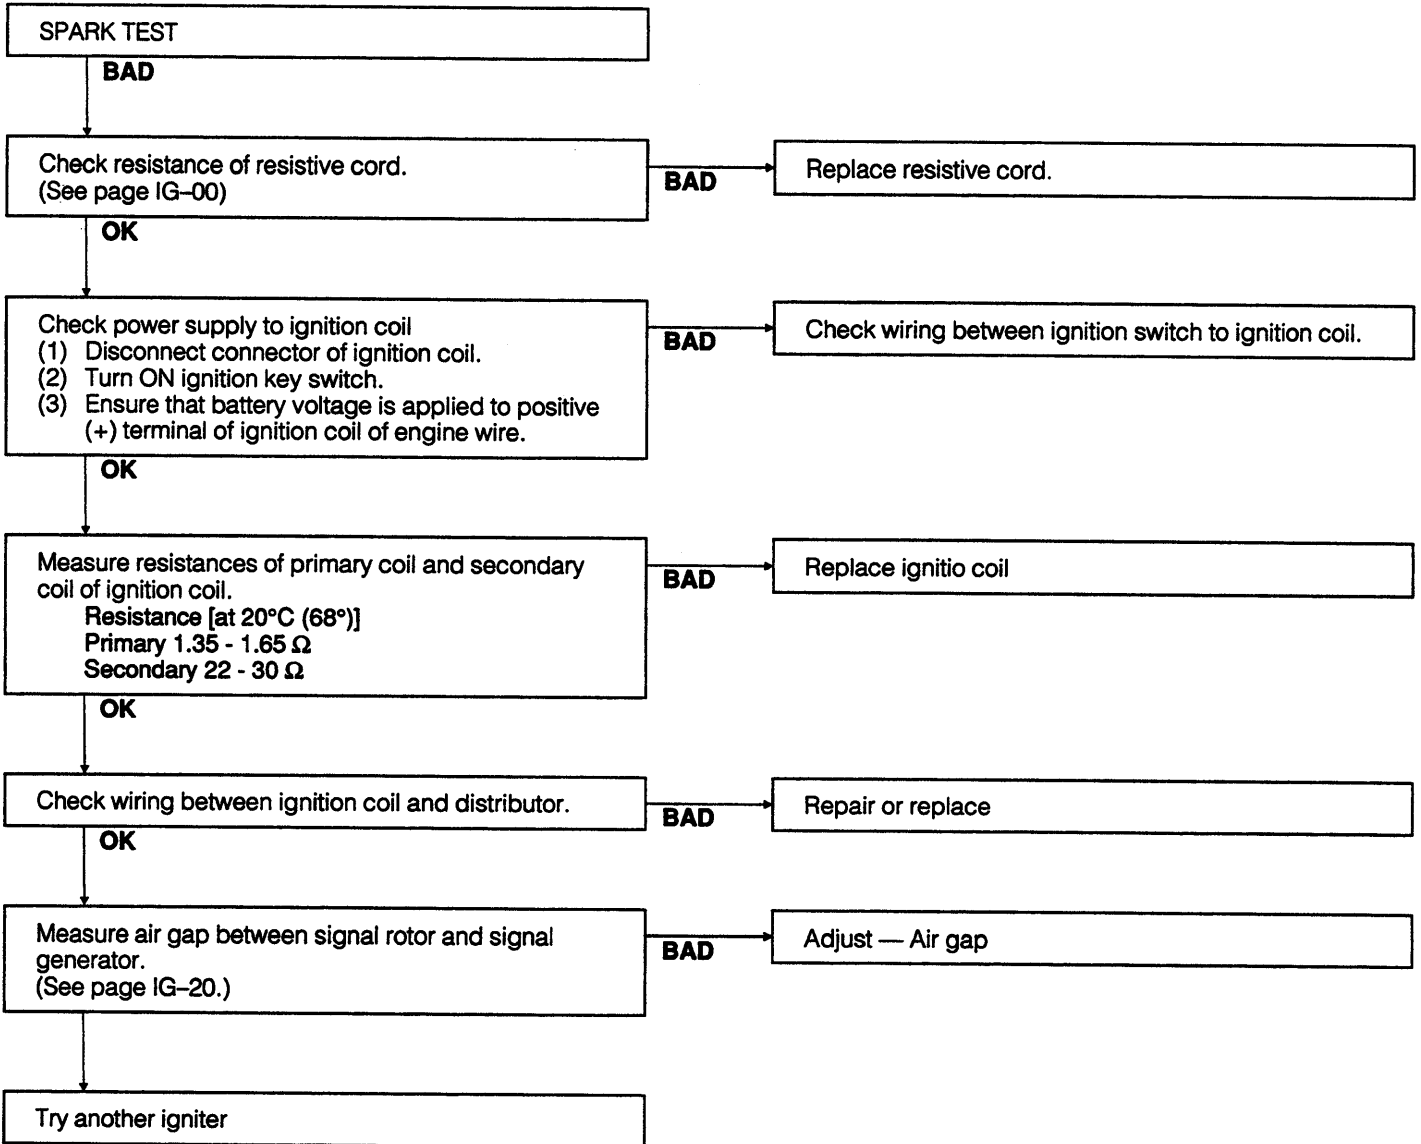 SPARK TEST
BAD
Check resistance of resistive cord.
(See page IG–00)
BAD
Replace resistive cord.
OK
Check power supply to ignition coil
(1) Disconnect connector of ignition coil.
(2) Turn ON ignition key switch.
(3) Ensure that battery voltage is applied to positive
(+) terminal of ignition coil of engine wire.
BAD
Check wiring between ignition switch to ignition coil.
OK
Measure resistances of primary coil and secondary
coil of ignition coil.
Resistance [at 20°C (68°)]
Primary 1.35 - 1.65 Ω
Secondary 22 - 30 Ω
BAD
Replace ignitio coil
OK
Check wiring between ignition coil and distributor.
BAD
Repair or replace
OK
Measure air gap between signal rotor and signal
generator.
(See page IG–20.)
BAD
Adjust — Air gap
Try another igniter